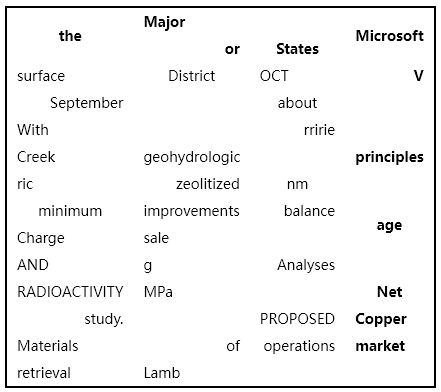 the Major or States Microsoft
surface District OCT V
September about
With rririe
Creek geohydrologic principles
ric zeolitized nm
minimum improvements balance age
Charge sale
AND g Analyses
RADIOACTIVITY MPa Net
study. PROPOSED Copper
Materials of operations market
retrieval Lamb